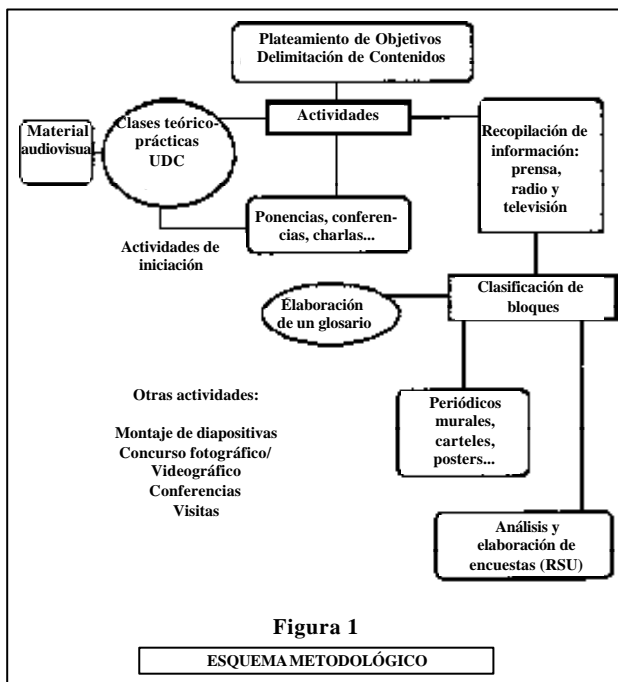 Plateamiento de Objetivos
Delimitación de Contenidos
Actividades
Material
audiovisua
Clases teórico-
prácticas
UDC
Recopilación de
información:
prensa,
radio y
televisión
Ponencias, conferen-
cias, charlas...
Actividades de
iniciación
Clasificación de
bloques
Elaboración
de un glosario
Otras actividades:
Montaje de diapositivas
Concurso fotográfico/
Videográfico
Conferencias
Visitas
Periódicos
murales,
carteles,
posters...
Análisis y
elaboración de
encuestas (RSU)
Figura 1
ESQUEMA METODOLÓGICO